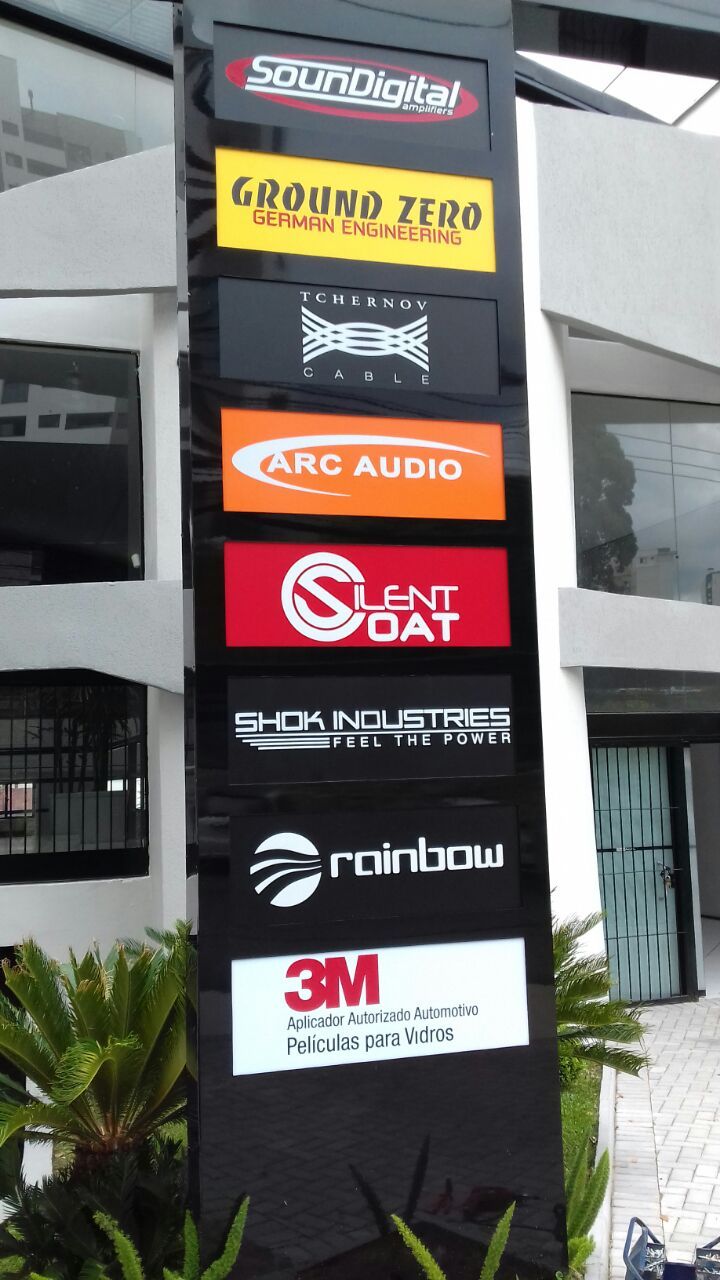 SounDigital
amplifiers
GROUND ZERO
GERMAN ENGINEERING
TCHERNOV
CABLE
ARC AUDIO
SILENT
COAT
SHOK INDUSTRIES
FEEL THE POWER
rainbow
3M
Aplicador Autorizado Automotivo
Películas para Vidros